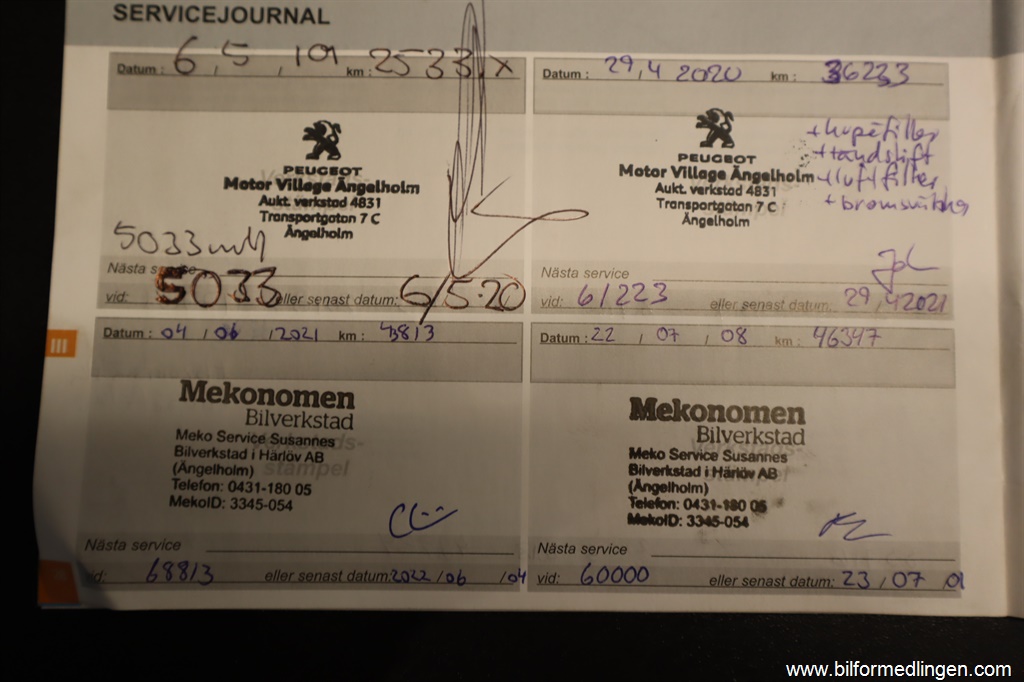 SERVICEJOURNAL
Datum : 6 , 5 , 19 km : 2533 x
PEUGEOT
Motor Village Ängelholm
Aukt. verkstad 4831
Transportgatan 7 C
Ängelholm
5033 mil
Nästa service
vid: 5033 eller senast datum: 6/5-20
Datum : 29,4 2020 km : 36223
+ kupéfilter
+ tändstift
+ luftfilter
+ bromsvätska
PEUGEOT
Motor Village Ängelholm
Aukt. verkstad 4831
Transportgatan 7 C
Ängelholm
Nästa service
vid: 61223 eller senast datum: 29,4 2021
III
Datum : 04 / 06 / 2021 km : 43813
Mekonomen
Bilverkstad
Meko Service Susannes
Bilverkstad i Härlöv AB
(Ängelholm)
Telefon: 0431-180 05
MekoID: 3345-054
stämpel
Nästa service
vid: 68813 eller senast datum: 2022 / 06 / 04
Datum : 22 / 07 , 08 km : 46347
Mekonomen
Bilverkstad
Meko Service Susannes
Bilverkstad i Härlöv AB
(Ängelholm)
Telefon: 0431-180 05
MekoID: 3345-054
Nästa service
vid: 60000 eller senast datum: 23 , 07 , 01
www.bilformedlingen.com